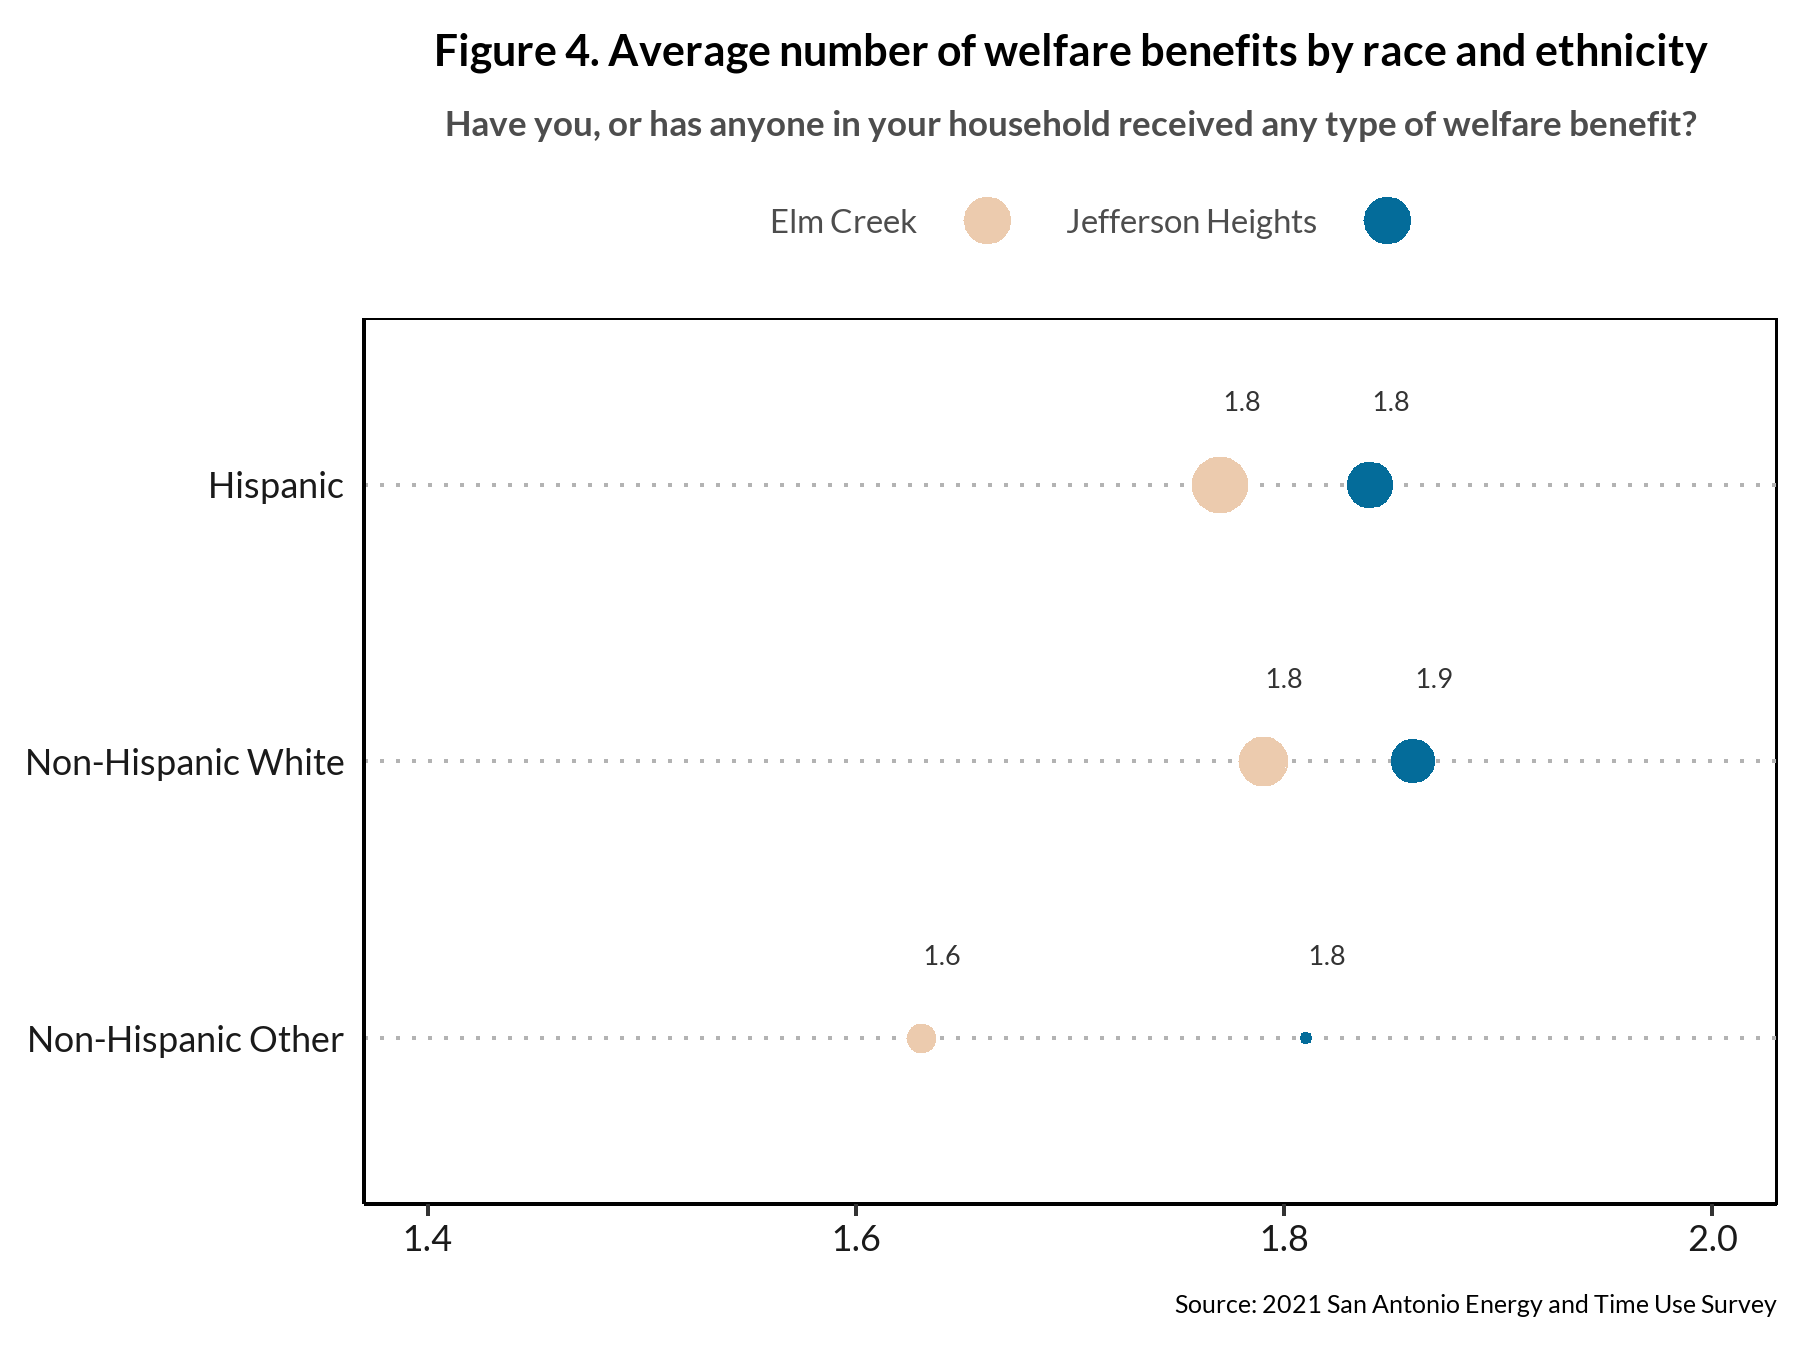 Figure 4. Average number of welfare benefits by race and ethnicity
Have you, or has anyone in your household received any type of welfare benefit?
Elm Creek Jefferson Heights
1.8 1.8
Hispanic
1.8 1.9
Non-Hispanic White
1.6 1.8
Non-Hispanic Other
1.4 1.6 1.8 2.0
Source: 2021 San Antonio Energy and Time Use Survey